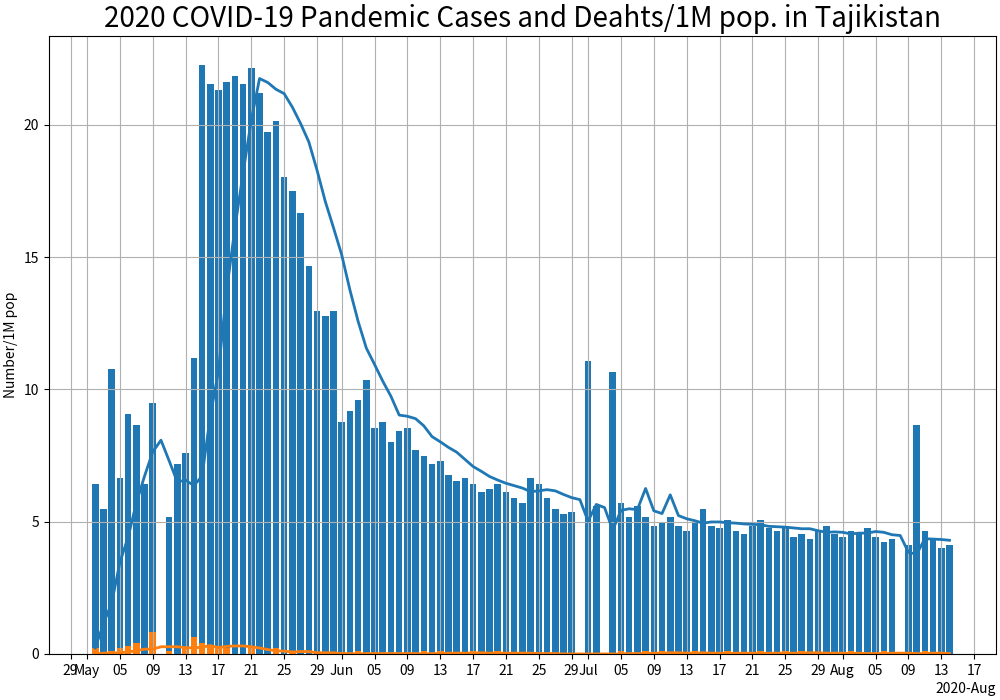 2020 COVID-19 Pandemic Cases and Deahts/1M pop. in Tajikistan
Number/1M pop
20
15
10
5
0
29 May 05 09 13 17 21 25 29 Jun 05 09 13 17 21 25 29 Jul 05 09 13 17 21 25 29 Aug 05 09 13 17
2020-Aug